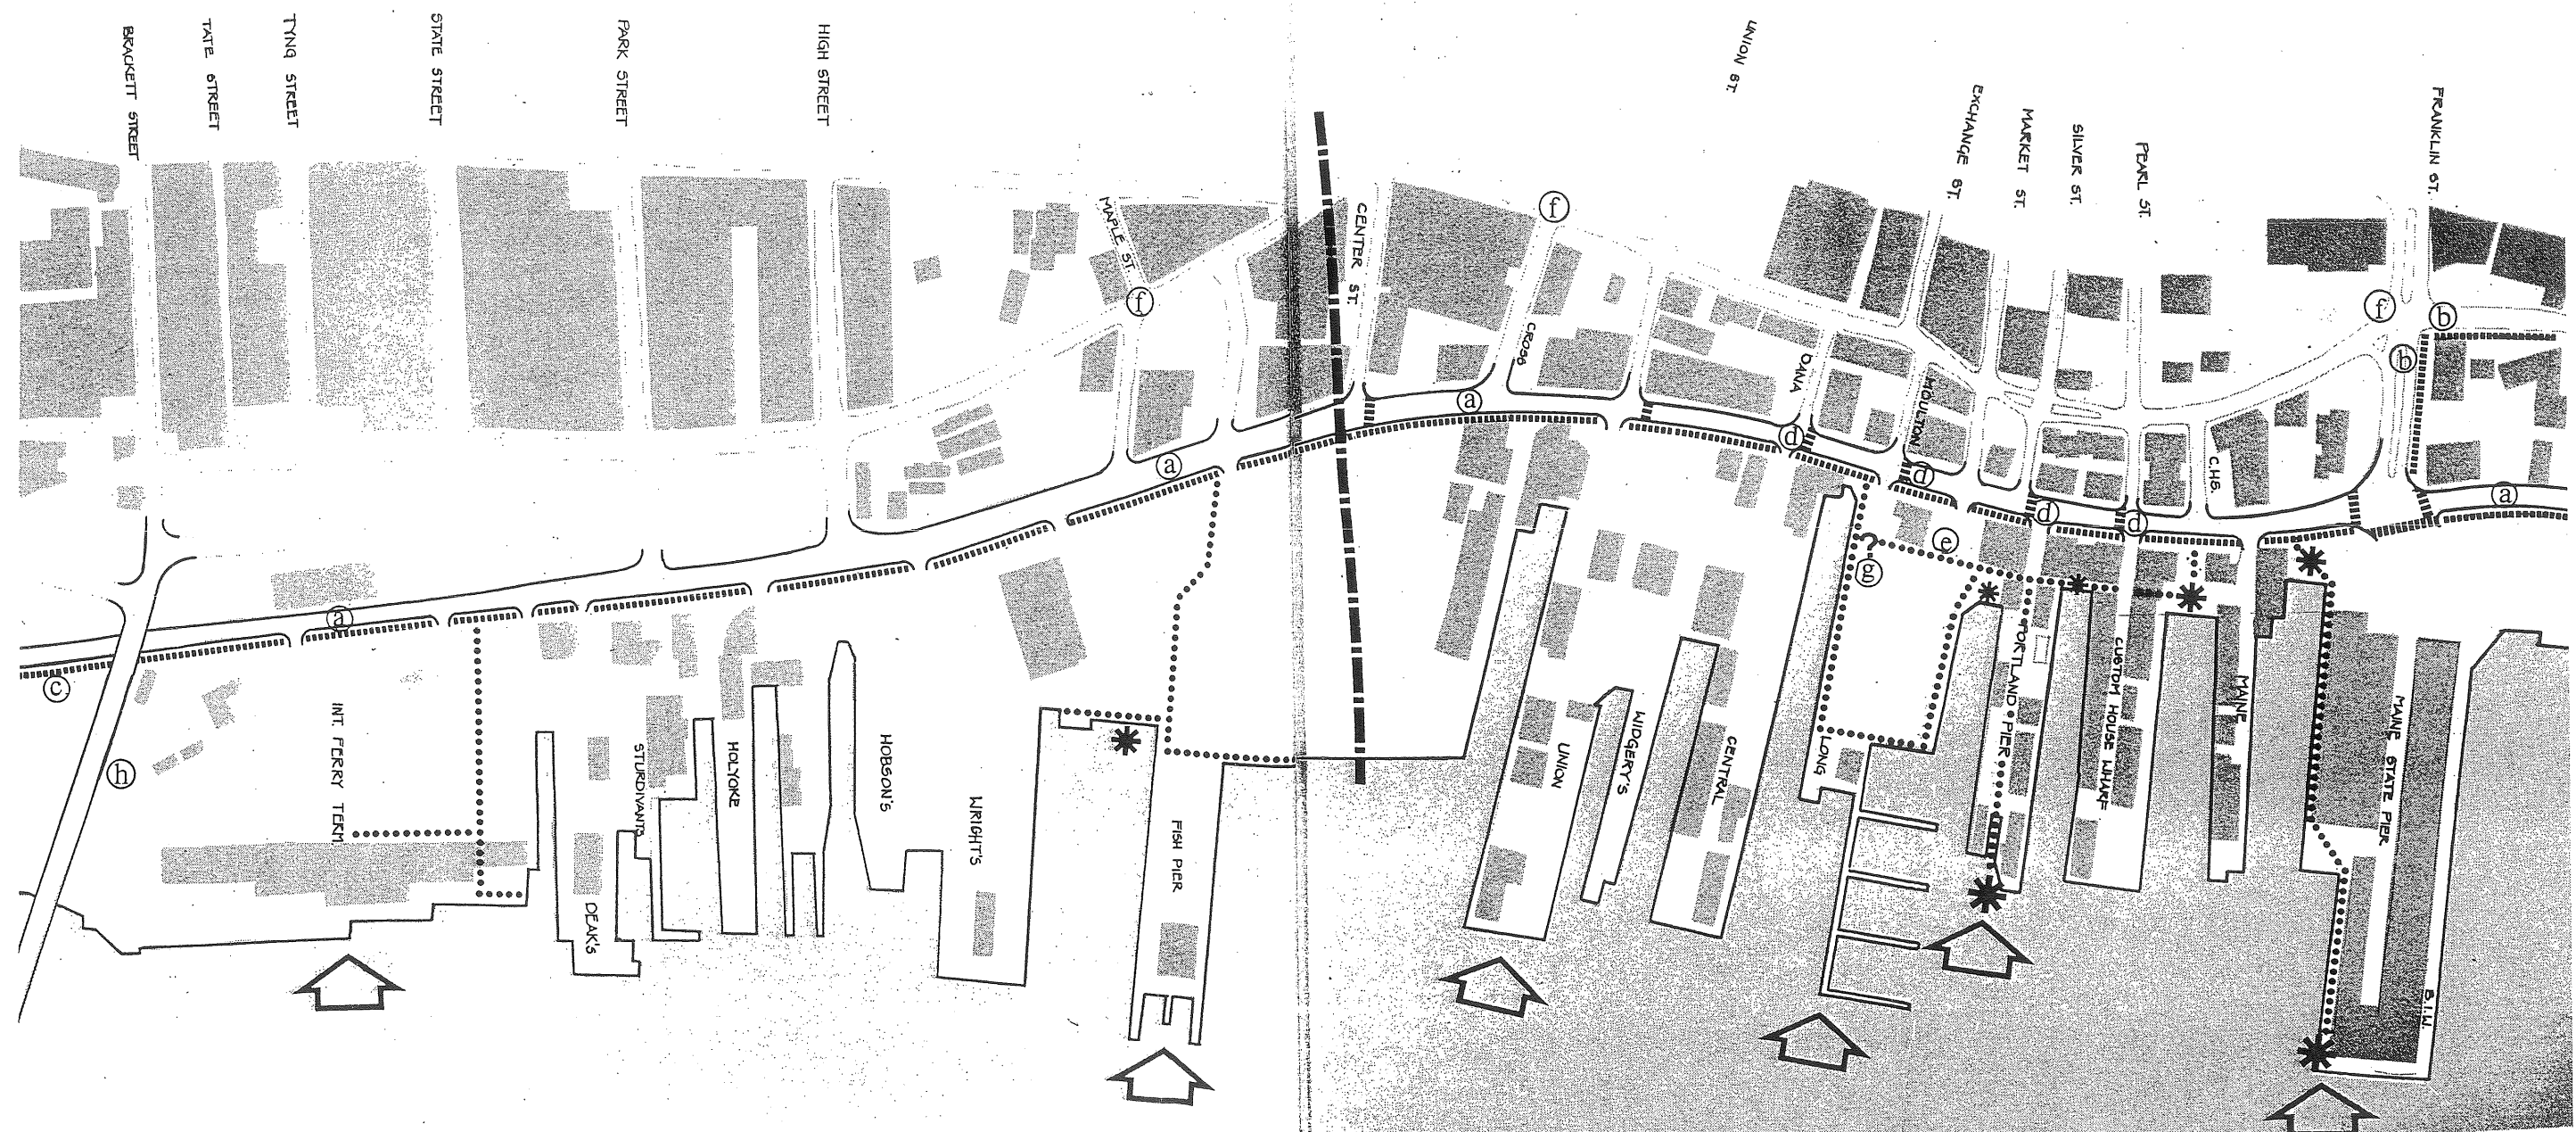 BRACKETT STREET
TATE STREET
TYNG STREET
STATE STREET
PARK STREET
HIGH STREET
UNION ST.
EXCHANGE ST.
MARKET ST.
SILVER ST.
PEARL ST.
FRANKLIN ST.
MAPLE ST.
CENTER ST.
CROSS
DANA
MOULTON
C.HS.
f
f
f
b
b
a
a
a
a
d
d
d
d
e
g
c
h
INT. FERRY TERM.
DEAKS
STURDIVANTS
HOLYOKE
HOBSON'S
WRIGHT'S
FISH PIER
UNION
WIDGERY'S
CENTRAL
LONG
PORTLAND PIER
CUSTOM HOUSE WHARF
MAINE
MAINE STATE PIER
B.I.W.